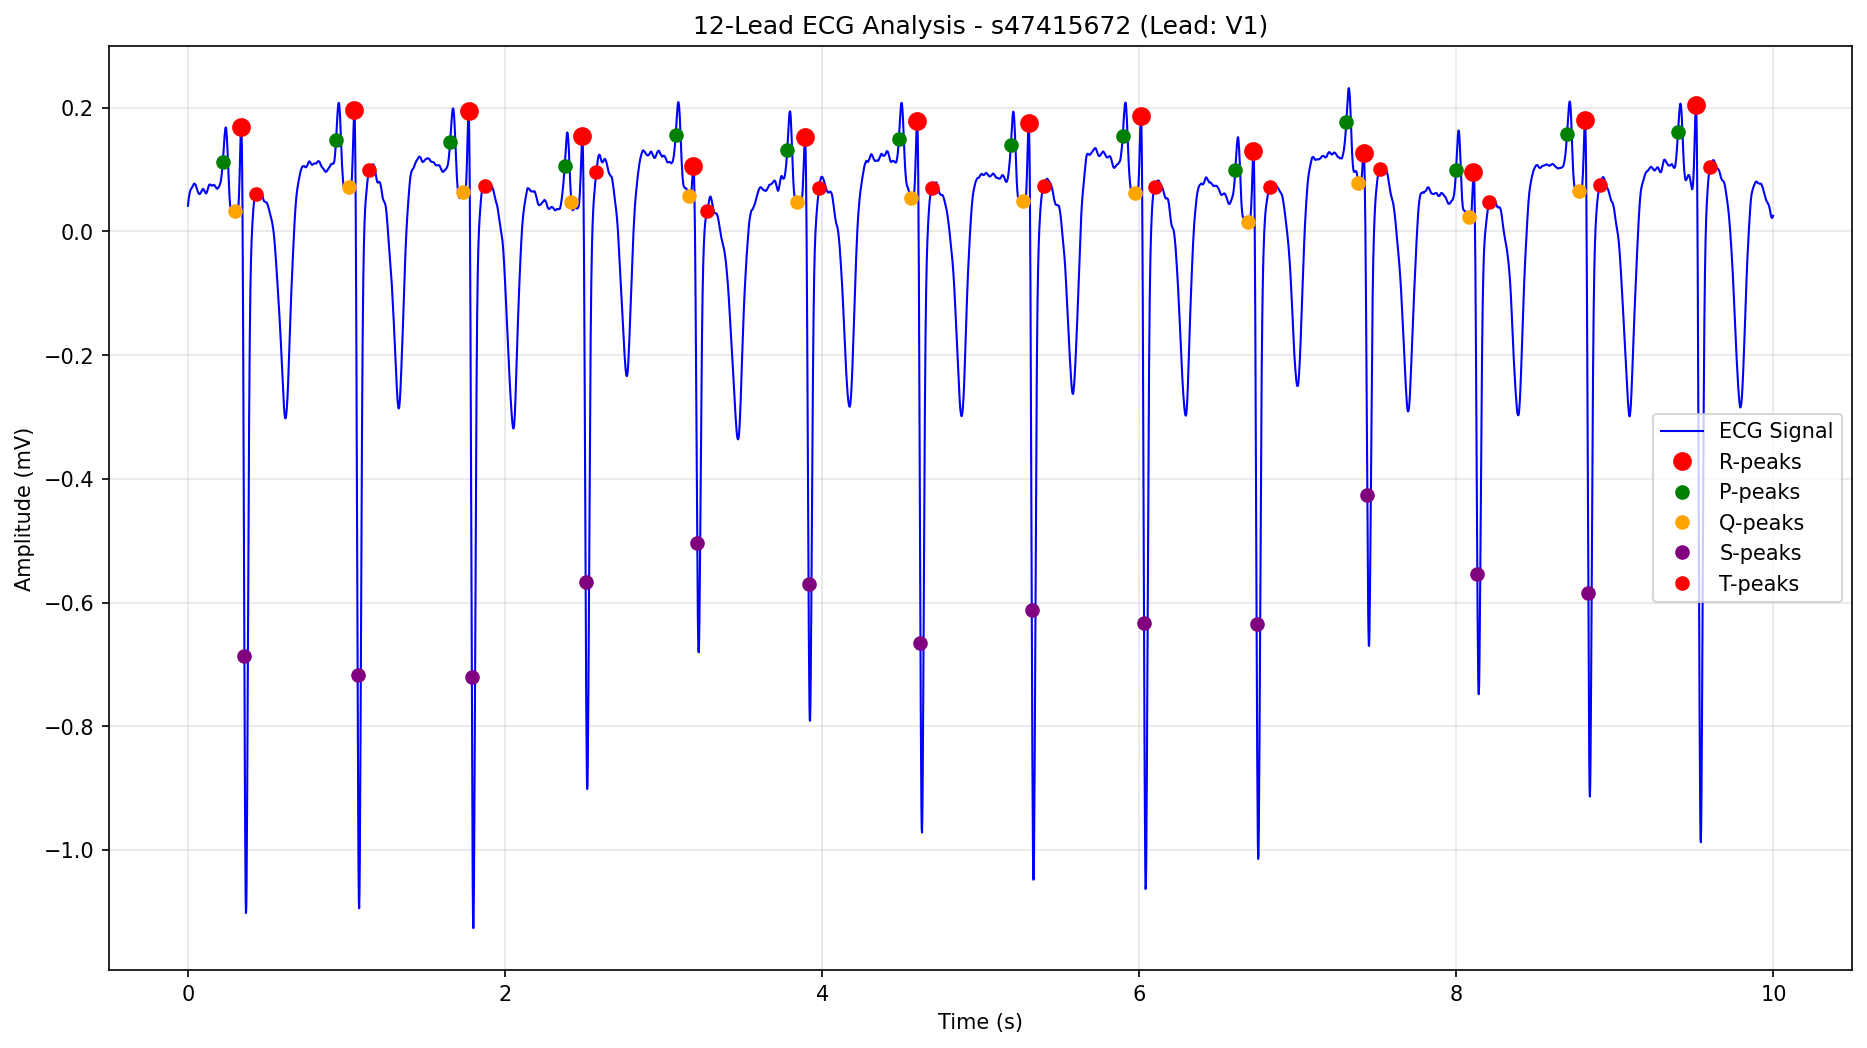 12-Lead ECG Analysis - s47415672 (Lead: V1)
Amplitude (mV)
0.2
0.0
−0.2
−0.4
−0.6
−0.8
−1.0
ECG Signal
R-peaks
P-peaks
Q-peaks
S-peaks
T-peaks
0 2 4 6 8 10
Time (s)